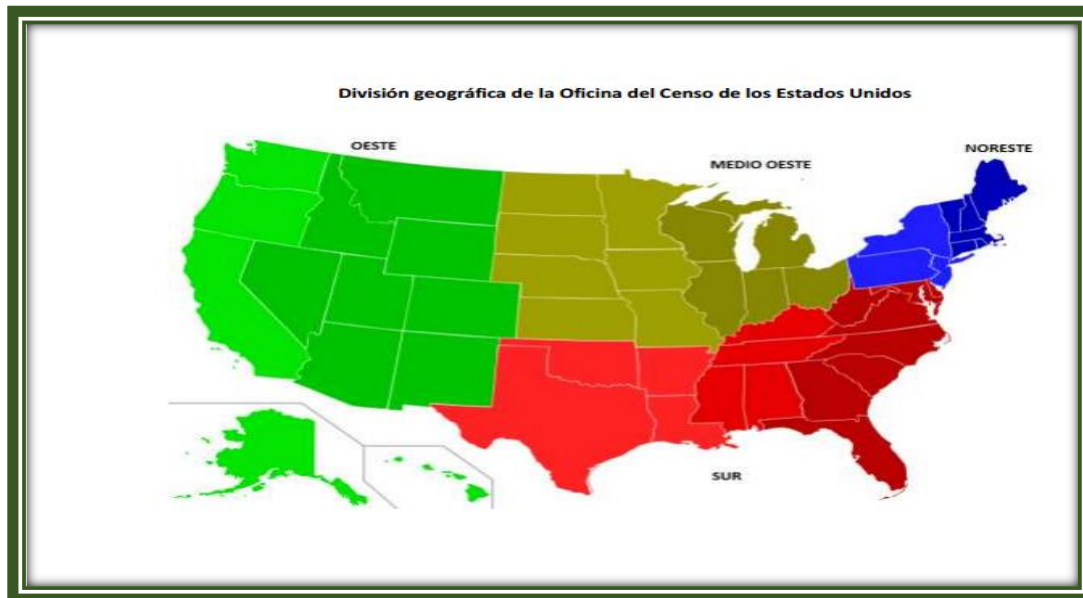 División geográfica de la Oficina del Censo de los Estados Unidos
OESTE
MEDIO OESTE
NORESTE
SUR